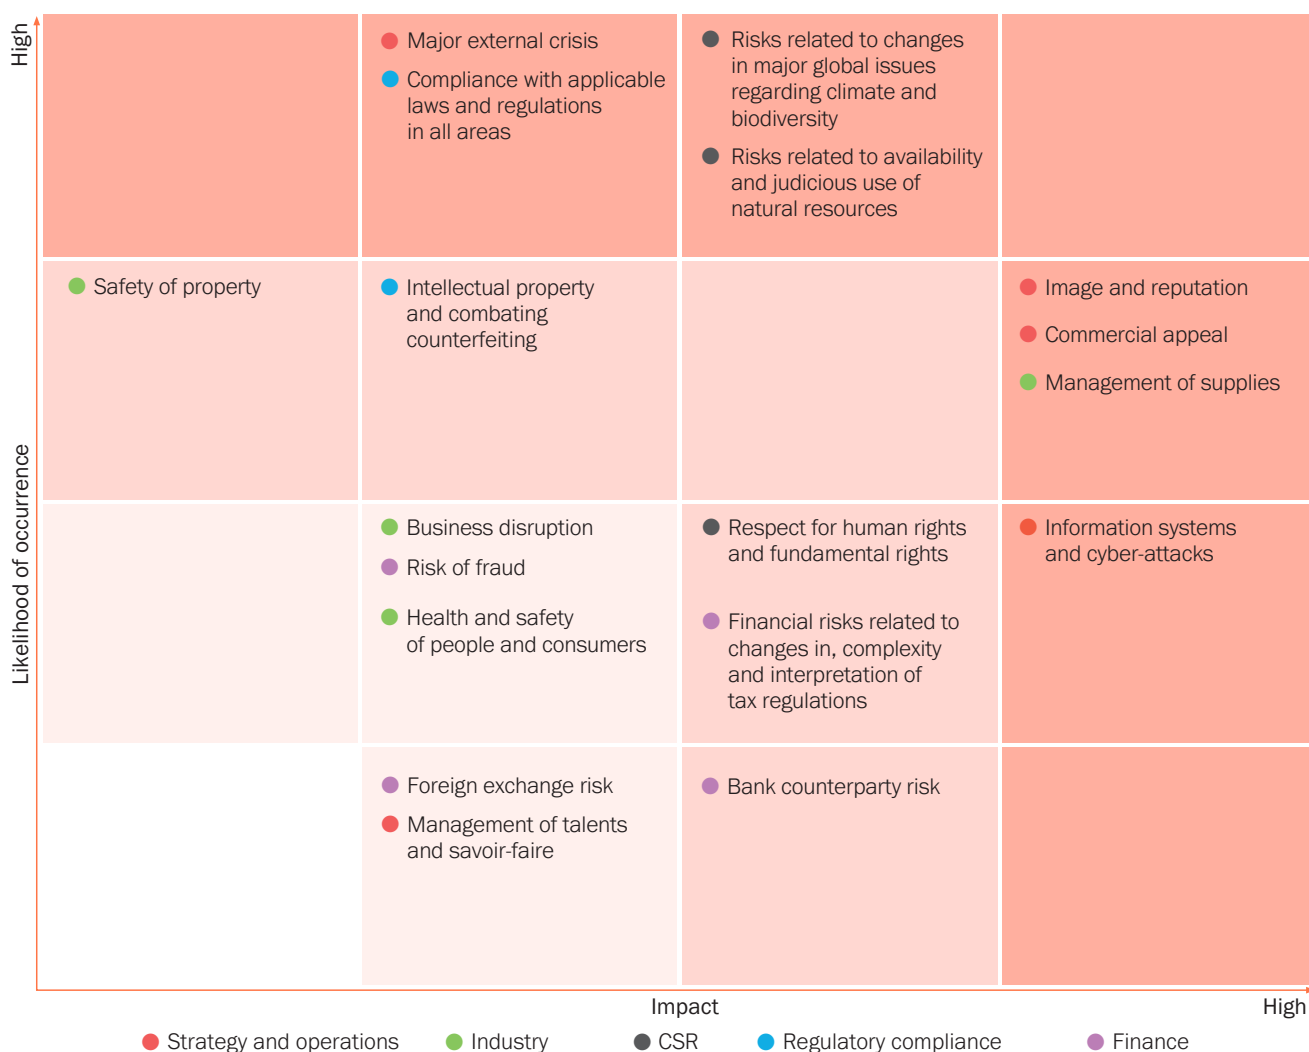 High
Likelihood of occurrence
Major external crisis
Compliance with applicable
laws and regulations
in all areas
Risks related to changes
in major global issues
regarding climate and
biodiversity
Risks related to availability
and judicious use of
natural resources
Safety of property
Intellectual property
and combating
counterfeiting
Image and reputation
Commercial appeal
Management of supplies
Business disruption
Risk of fraud
Health and safety
of people and consumers
Respect for human rights
and fundamental rights
Financial risks related to
changes in, complexity
and interpretation of
tax regulations
Information systems
and cyber-attacks
Foreign exchange risk
Management of talents
and savoir-faire
Bank counterparty risk
Impact
High
Strategy and operations
Industry
CSR
Regulatory compliance
Finance